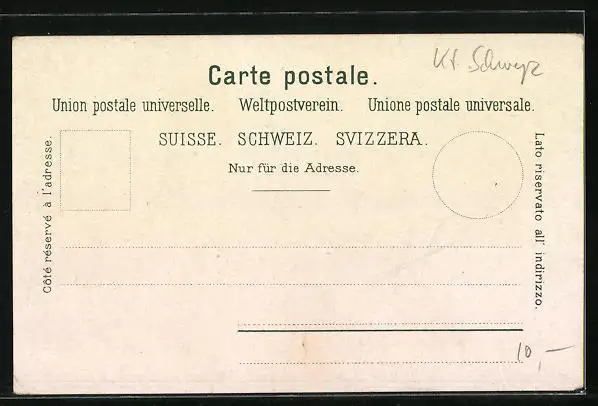 Kt. Schwyz
Carte postale.
Union postale universelle. Weltpostverein. Unione postale universale.
SUISSE. SCHWEIZ. SVIZZERA.
Nur für die Adresse.
Côté réservé à l'adresse.
Lato riservato all' indirizzo.
10,—